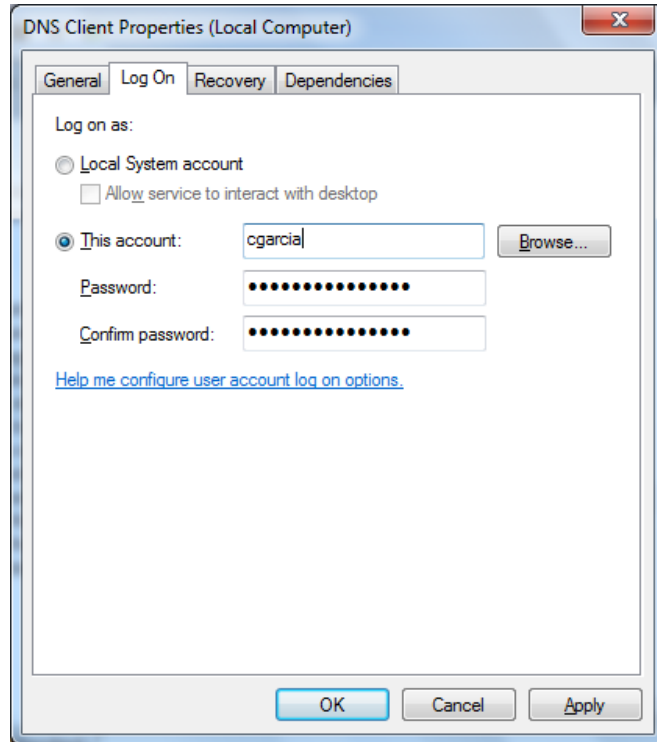 DNS Client Properties (Local Computer)
General Log On Recovery Dependencies
Log on as:
Local System account
Allow service to interact with desktop
This account: cgarcia Browse...
Password: ●●●●●●●●●●●●●●●
Confirm password: ●●●●●●●●●●●●●●●
Help me configure user account log on options.
OK Cancel Apply